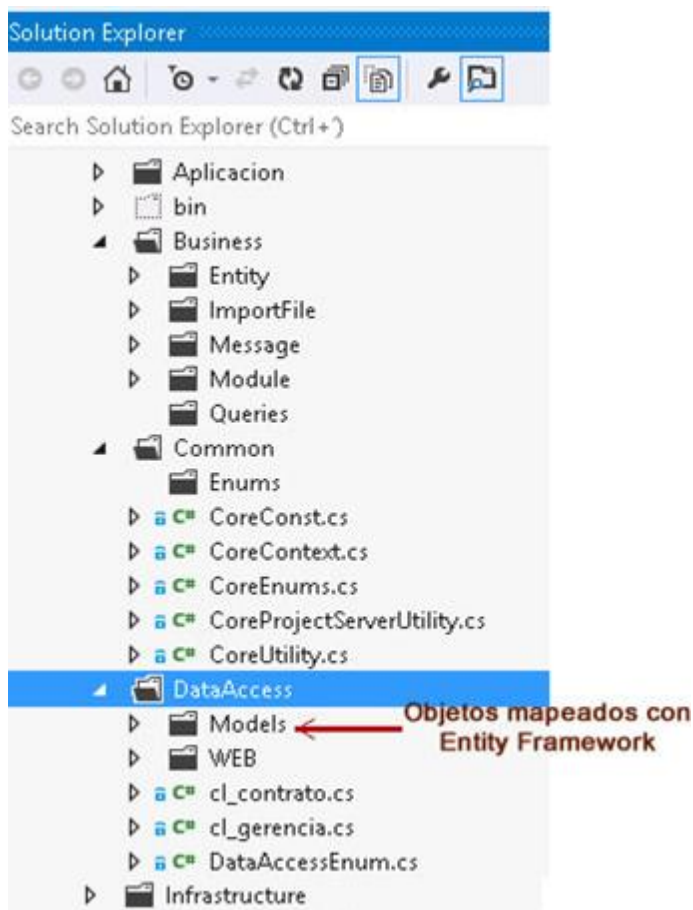 Solution Explorer
Search Solution Explorer (Ctrl+')
Aplicacion
bin
Business
Entity
ImportFile
Message
Module
Queries
Common
Enums
C# CoreConst.cs
C# CoreContext.cs
C# CoreEnums.cs
C# CoreProjectServerUtility.cs
C# CoreUtility.cs
DataAccess
Models
Objetos mapeados con
Entity Framework
WEB
C# cl_contrato.cs
C# cl_gerencia.cs
C# DataAccessEnum.cs
Infrastructure